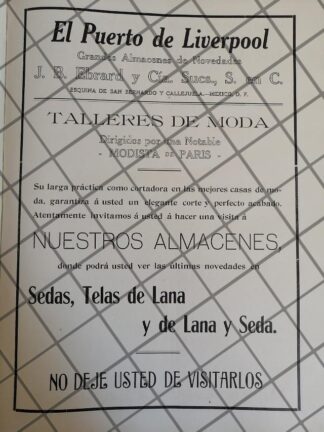 El Puerto de Liverpool
Grandes Almacenes de Novedades
J. B. Ebrard y Cía. Sucs, S. en C.
ESQUINA DE SAN BERNARDO Y CALLEJUELA.—MEXICO, D. F.
TALLERES DE MODA
Dirigidos por una Notable
- MODISTA DE PARIS -
Su larga práctica como cortadora en las mejores casas de mo-
da, garantiza á usted un elegante corte y perfecto acabado.
Atentamente invitamos á usted á hacer una visita á
NUESTROS ALMACENES,
donde podrá usted ver las ultimas novedades en
Sedas, Telas de Lana
y de Lana y Seda.
NO DEJE USTED DE VISITARLOS